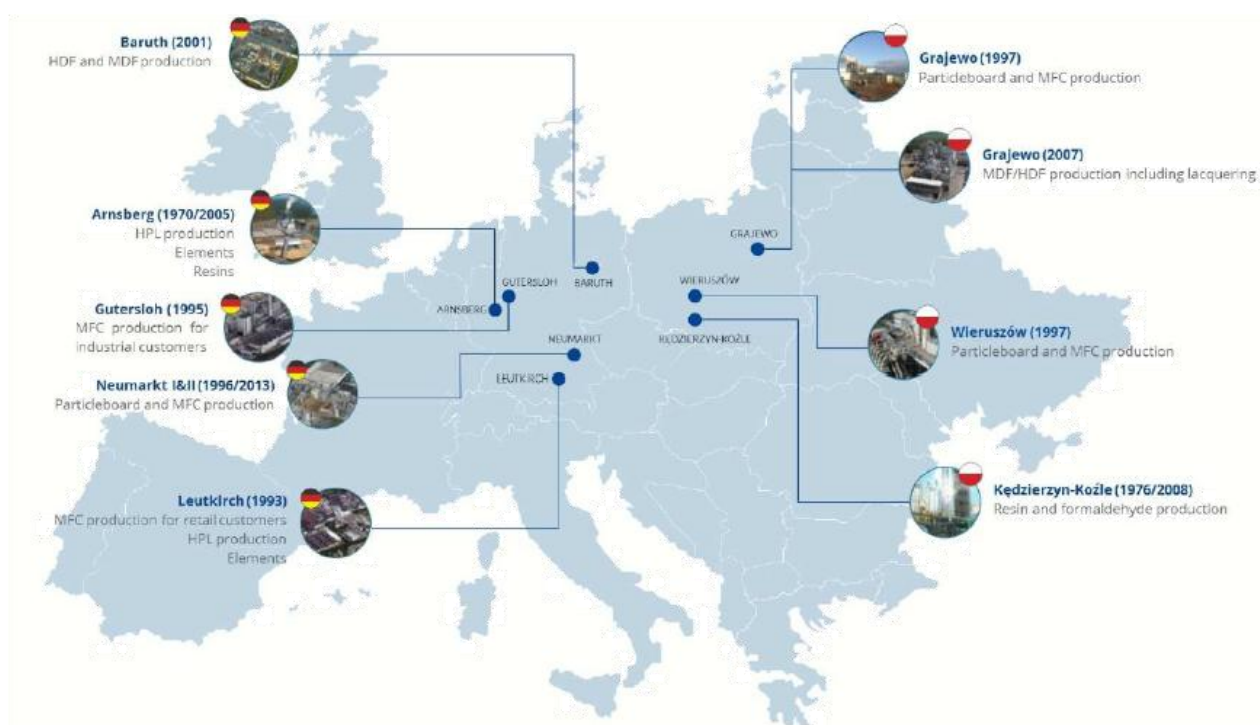 Baruth (2001)
HDF and MDF production
Arnsberg (1970/2005)
HPL production
Elements
Resins
Gutersloh (1995)
MFC production for
industrial customers
Neumarkt I&II (1996/2013)
Particleboard and MFC production
Leutkirch (1993)
MFC production for retail customers
HPL production
Elements
GUTERSLOH
BARUTH
ARNSBERG
NEUMARKT
LEUTKIRCH
GRAJEWO
WIERUSZÓW
KĘDZIERZYN-KOŹLE
Grajewo (1997)
Particleboard and MFC production
Grajewo (2007)
MDF/HDF production including lacquering
Wieruszów (1997)
Particleboard and MFC production
Kędzierzyn-Koźle (1976/2008)
Resin and formaldehyde production